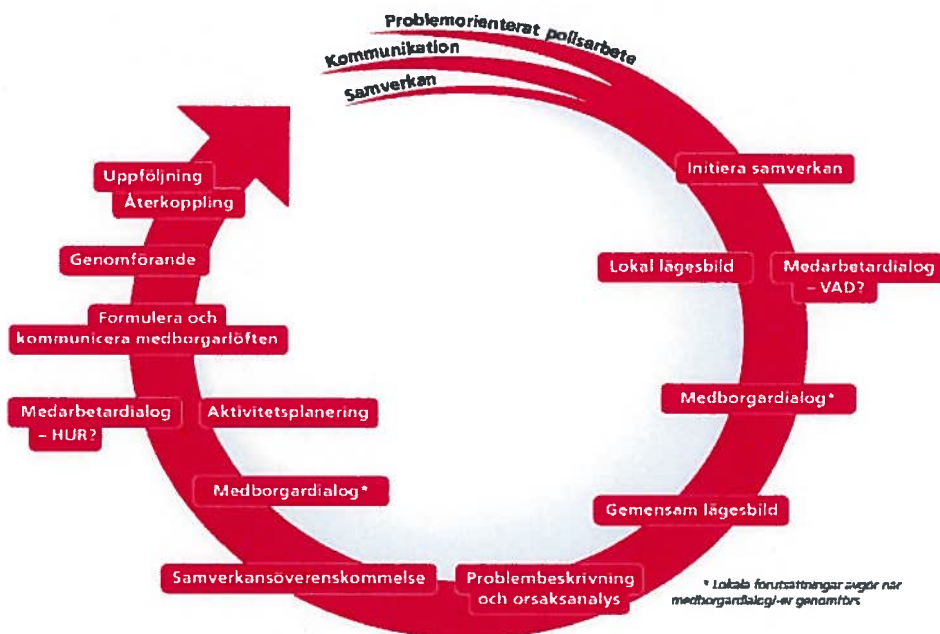 Problemorienterat polisarbete
Kommunikation
Samverkan
Initiera samverkan
Lokal lägesbild
Medarbetardialog
– VAD?
Medborgardialog*
Gemensam lägesbild
Problembeskrivning
och orsaksanalys
Samverkansöverenskommelse
Medborgardialog*
Aktivitetsplanering
Medarbetardialog
– HUR?
Formulera och
kommunicera medborgarlöften
Genomförande
Återkoppling
Uppföljning
* Lokala förutsättningar avgör när
medborgardialog/-er genomförs